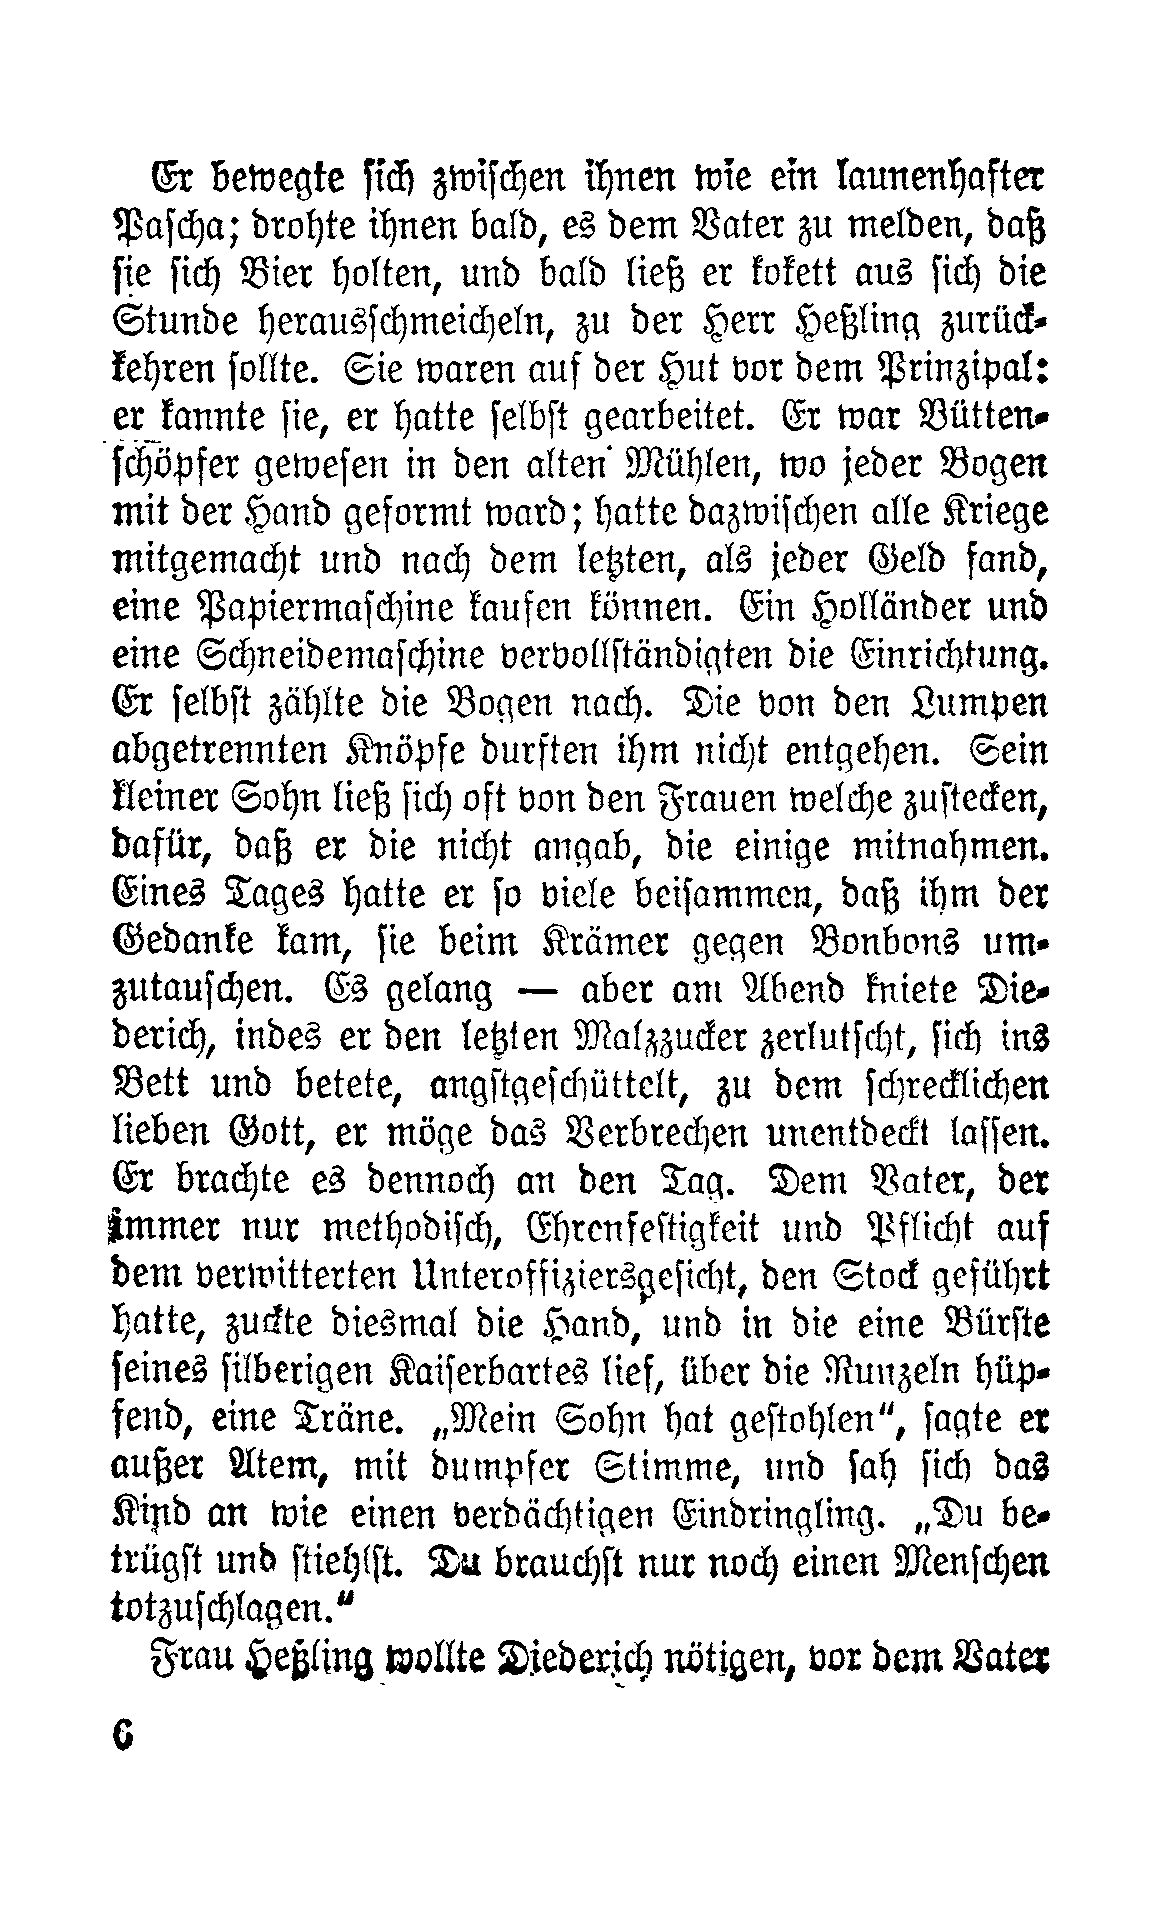 Er bewegte sich zwischen ihnen wie ein launenhafter
Pascha; drohte ihnen bald, es dem Vater zu melden, daß
sie sich Bier holten, und bald ließ er kokett aus sich die
Stunde herausschmeicheln, zu der Herr Heßling zurück-
kehren sollte. Sie waren auf der Hut vor dem Prinzipal:
er kannte sie, er hatte selbst gearbeitet. Er war Bütten-
schöpfer gewesen in den alten Mühlen, wo jeder Bogen
mit der Hand geformt ward; hatte dazwischen alle Kriege
mitgemacht und nach dem letzten, als jeder Geld fand,
eine Papiermaschine kaufen können. Ein Holländer und
eine Schneidemaschine vervollständigten die Einrichtung.
Er selbst zählte die Bogen nach. Die von den Lumpen
abgetrennten Knöpfe durften ihm nicht entgehen. Sein
kleiner Sohn ließ sich oft von den Frauen welche zustecken,
dafür, daß er die nicht angab, die einige mitnahmen.
Eines Tages hatte er so viele beisammen, daß ihm der
Gedanke kam, sie beim Krämer gegen Bonbons um-
zutauschen. Es gelang — aber am Abend kniete Die-
derich, indes er den letzten Malzzucker zerlutscht, sich ins
Bett und betete, angstgeschüttelt, zu dem schrecklichen
lieben Gott, er möge das Verbrechen unentdeckt lassen.
Er brachte es dennoch an den Tag. Dem Vater, der
immer nur methodisch, Ehrenfestigkeit und Pflicht auf
dem verwitterten Unteroffiziersgesicht, den Stock geführt
hatte, zuckte diesmal die Hand, und in die eine Bürste
seines silberigen Kaiserbartes lief, über die Runzeln hüp-
fend, eine Träne. „Mein Sohn hat gestohlen“, sagte er
außer Atem, mit dumpfer Stimme, und sah sich das
Kind an wie einen verdächtigen Eindringling. „Du be-
trügst und stiehlst. Du brauchst nur noch einen Menschen
totzuschlagen.“
Frau Heßling wollte Diederich nötigen, vor dem Vater
6